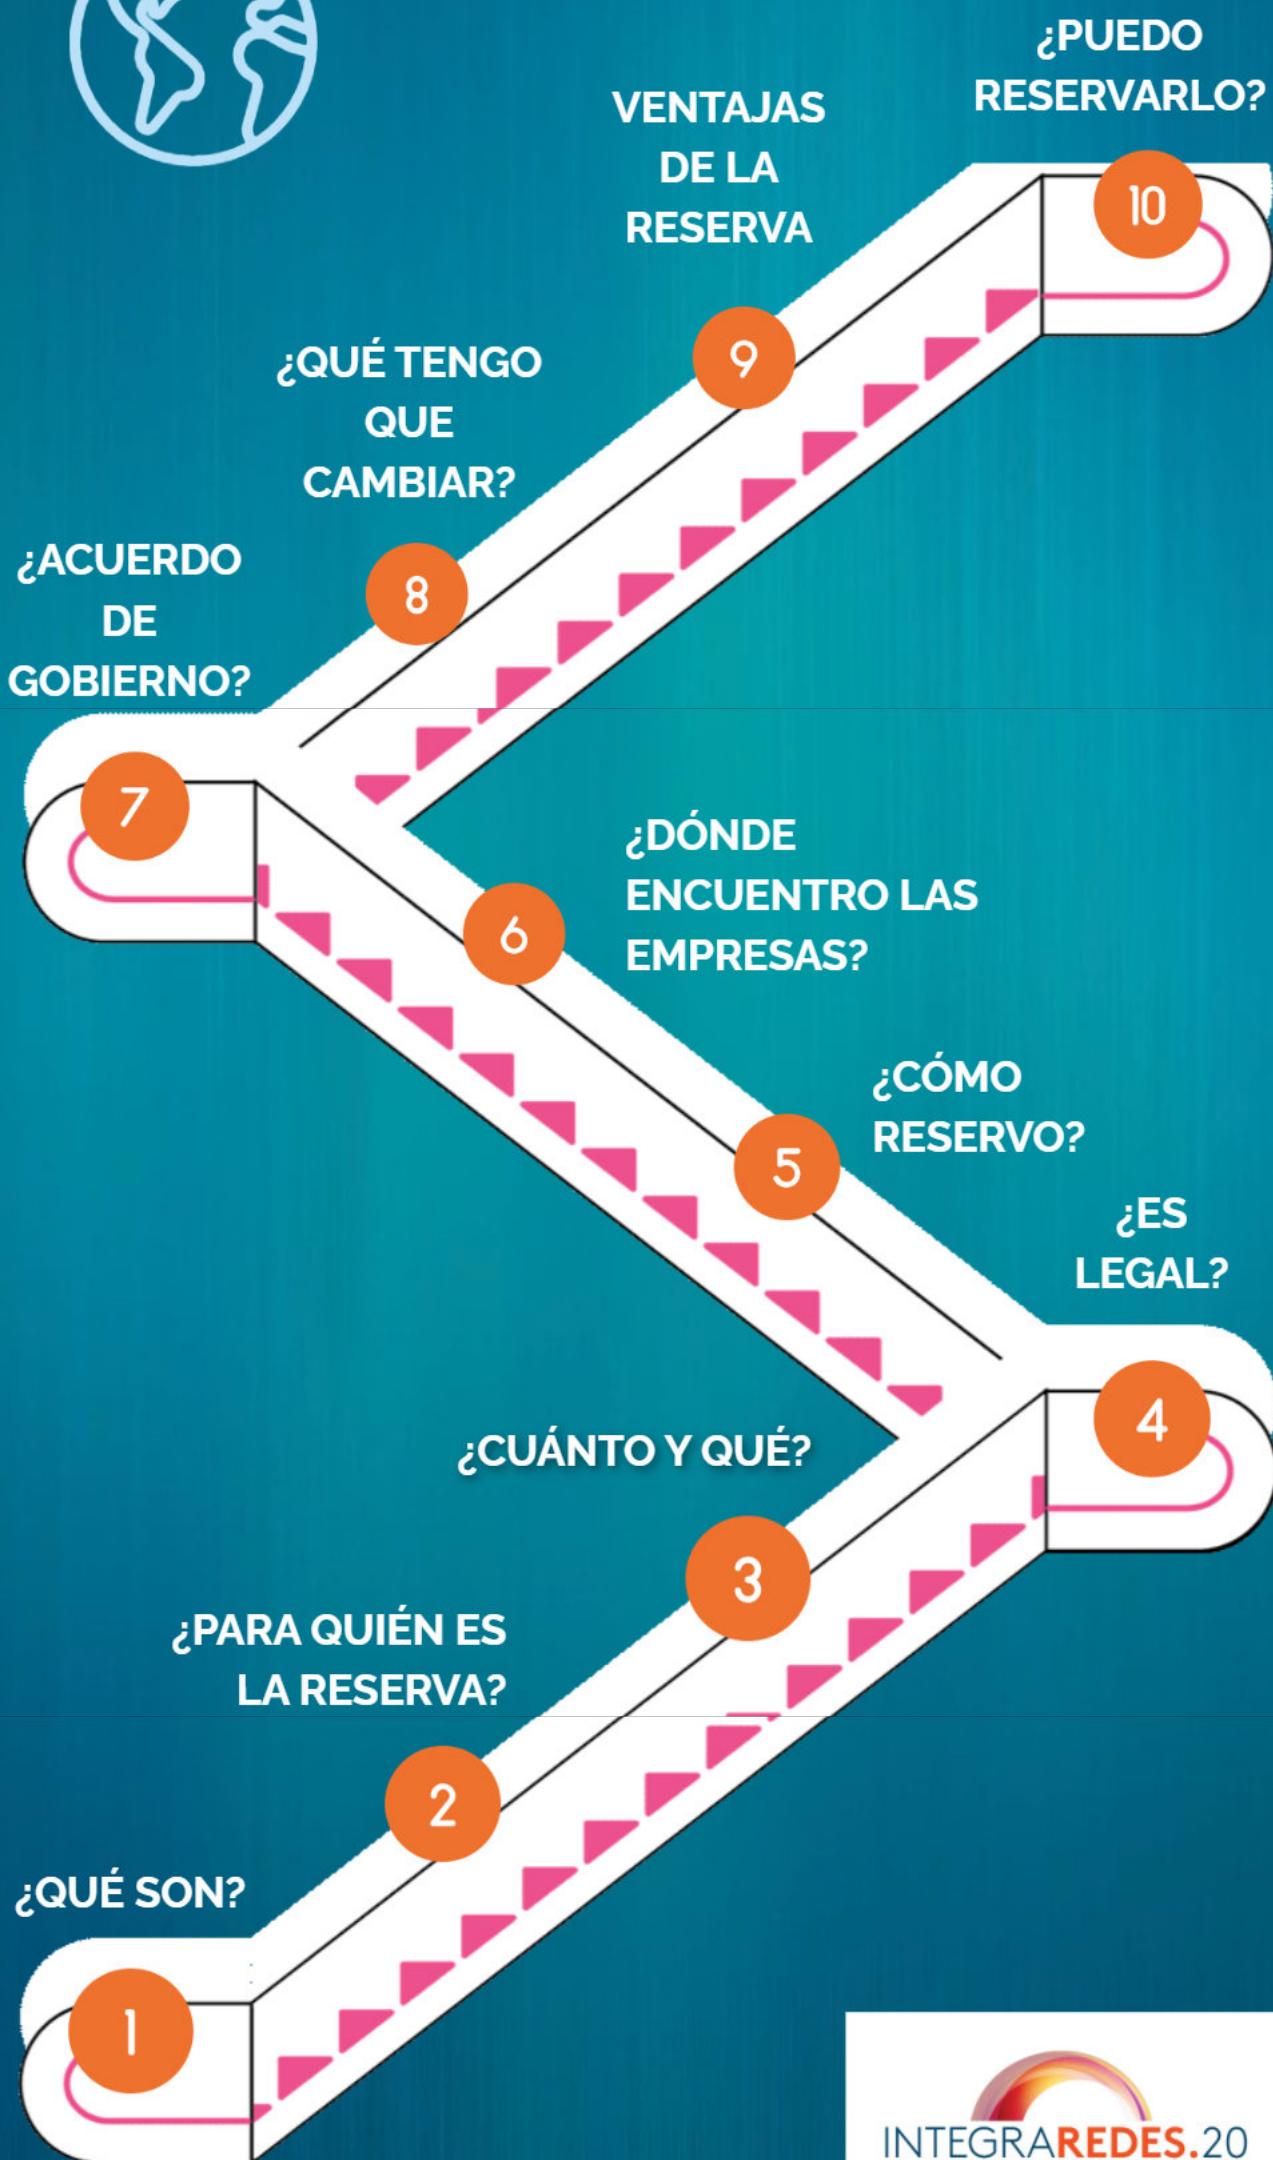 ¿PUEDO
RESERVARLO?
10
VENTAJAS
DE LA
RESERVA
9
¿QUÉ TENGO
QUE
CAMBIAR?
8
¿ACUERDO
DE
GOBIERNO?
7
¿DÓNDE
ENCUENTRO LAS
EMPRESAS?
6
¿CÓMO
RESERVO?
5
¿ES
LEGAL?
4
¿CUÁNTO Y QUÉ?
3
¿PARA QUIÉN ES
LA RESERVA?
2
¿QUÉ SON?
1
INTEGRAREDES.20